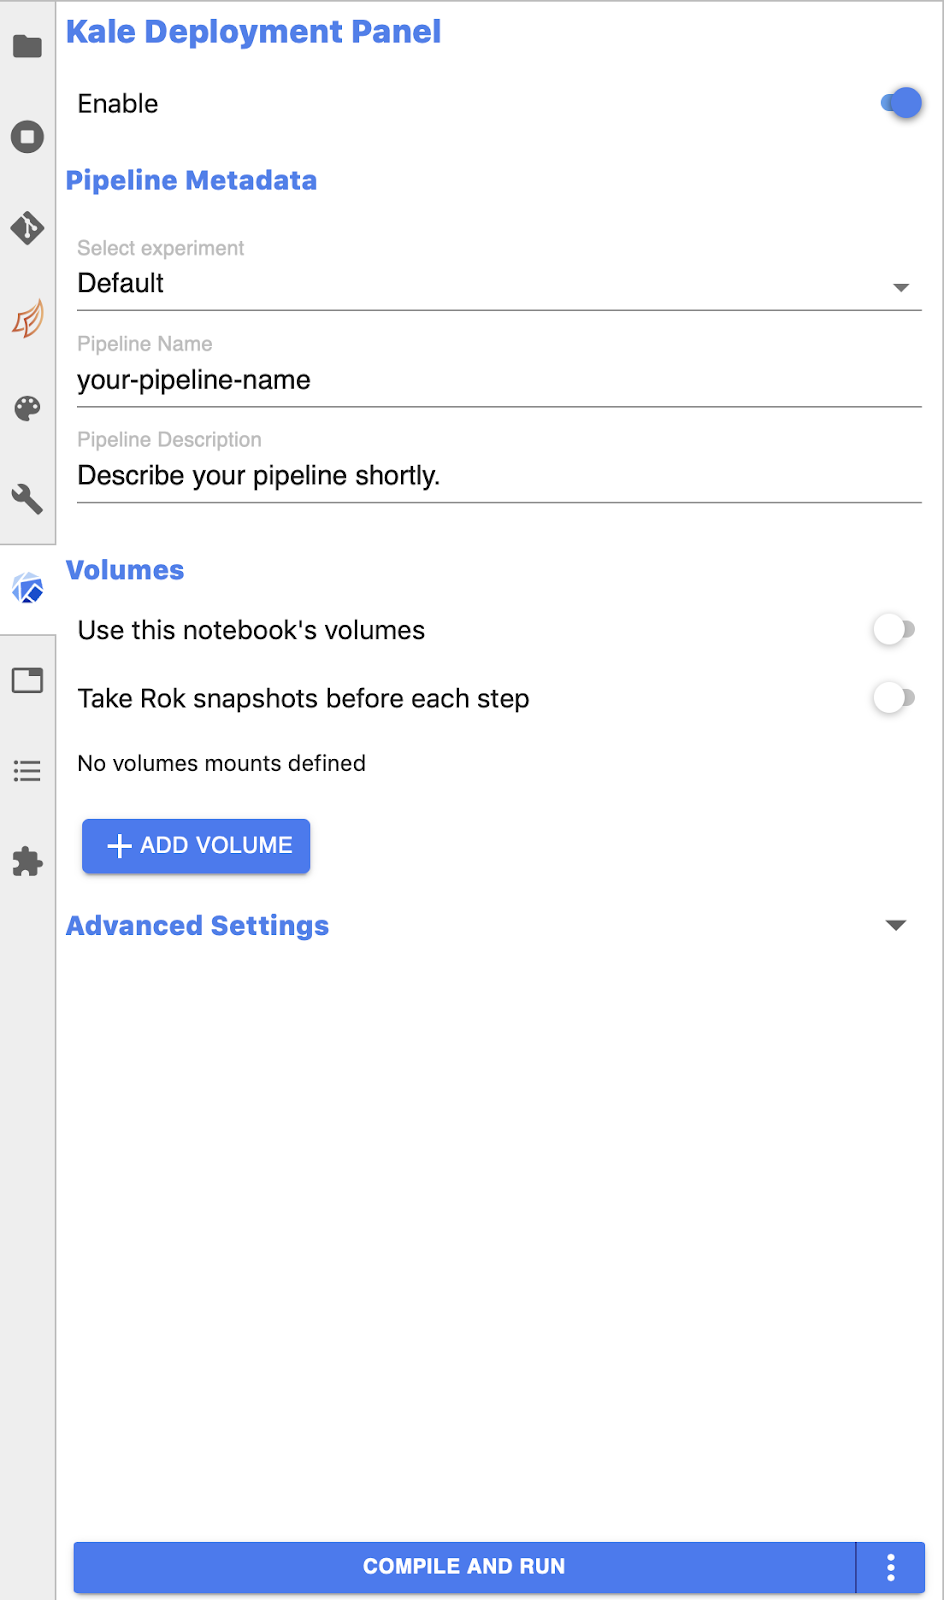 Kale Deployment Panel
Enable
Pipeline Metadata
Select experiment
Default
Pipeline Name
your-pipeline-name
Pipeline Description
Describe your pipeline shortly.
Volumes
Use this notebook's volumes
Take Rok snapshots before each step
No volumes mounts defined
ADD VOLUME
Advanced Settings
COMPILE AND RUN